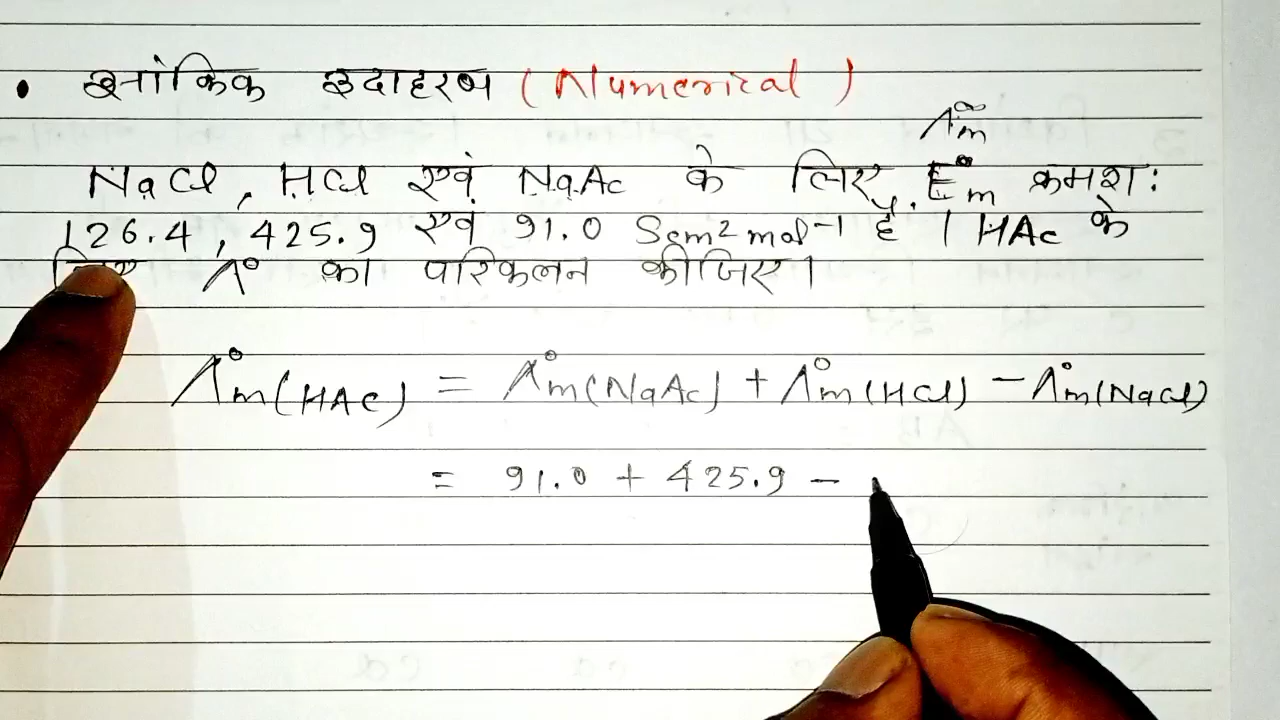 • आंकिक उदाहरण (Numerical)
Λ°m
NaCl, HCl एवं NaAc के लिए, E°m क्रमश:
126.4, 425.9 एवं 91.0 Scm² mol⁻¹ है । HAc के
लिए Λ° का परिकलन कीजिए।
Λ°m(HAc) = Λ°m(NaAc) + Λ°m(HCl) − Λ°m(NaCl)
= 91.0 + 425.9 −